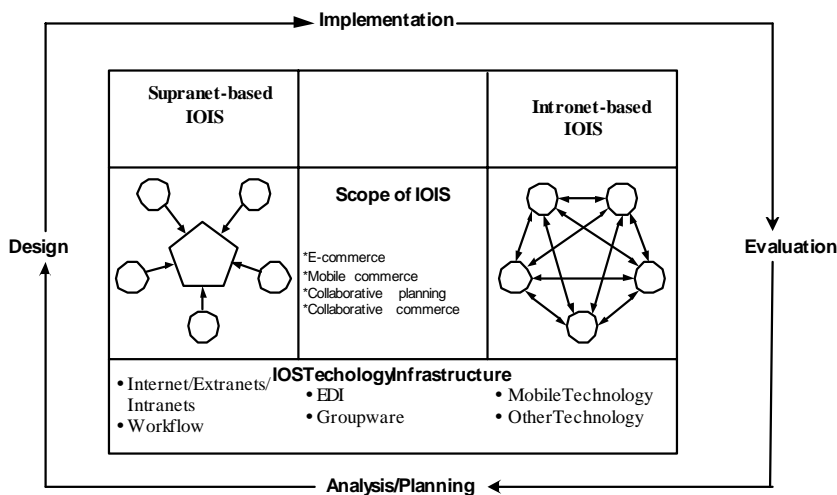 Implementation
Supranet-based
IOIS
Intronet-based
IOIS
Scope of IOIS
*E-commerce
*Mobile commerce
*Collaborative planning
*Collaborative commerce
Design
Evaluation
IOSTechologyInfrastructure
• Internet/Extranets/
Intranets
• Workflow
• EDI
• Groupware
• MobileTechnology
• OtherTechnology
Analysis/Planning